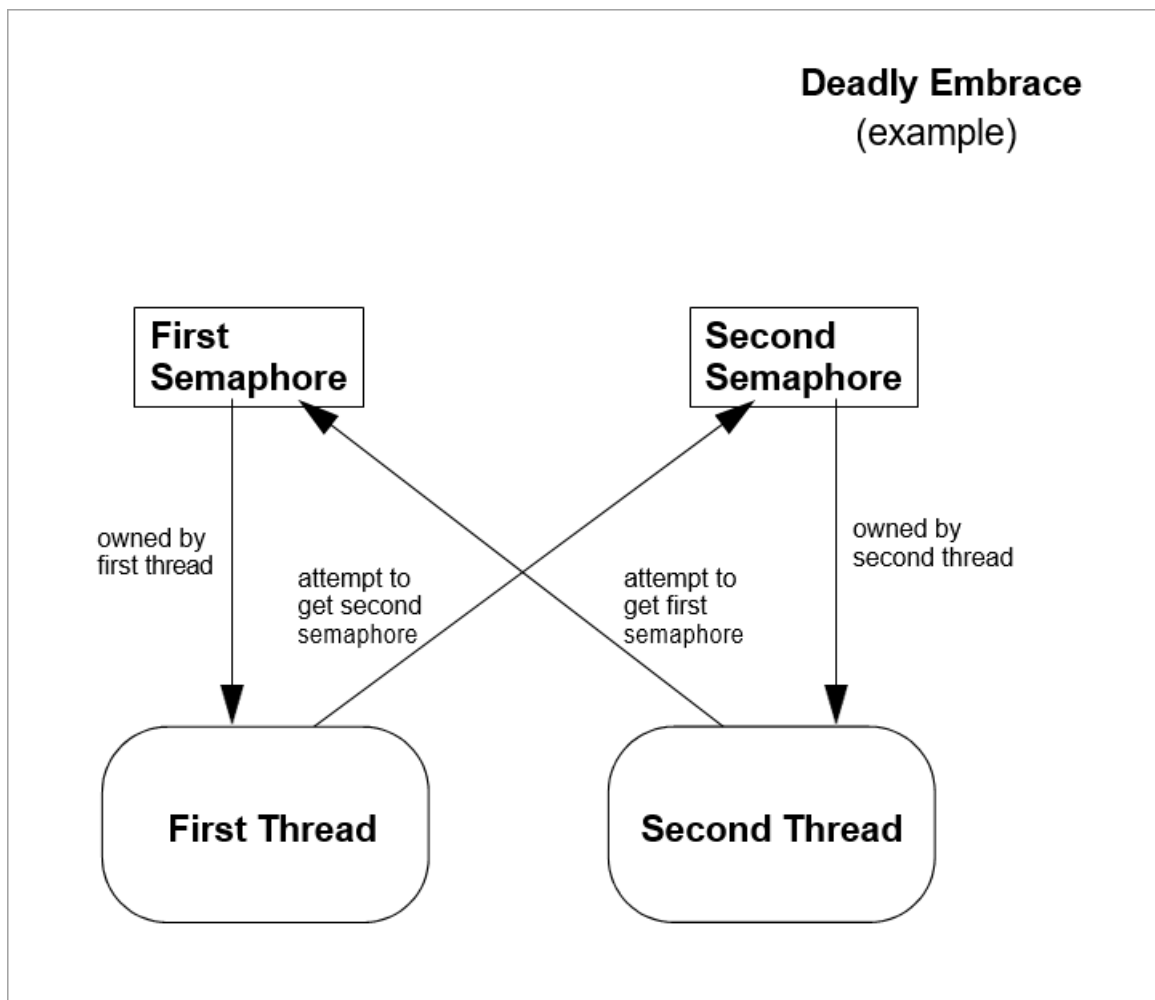 Deadly Embrace
(example)
First
Semaphore
Second
Semaphore
owned by
first thread
attempt to
get second
semaphore
attempt to
get first
semaphore
owned by
second thread
First Thread
Second Thread